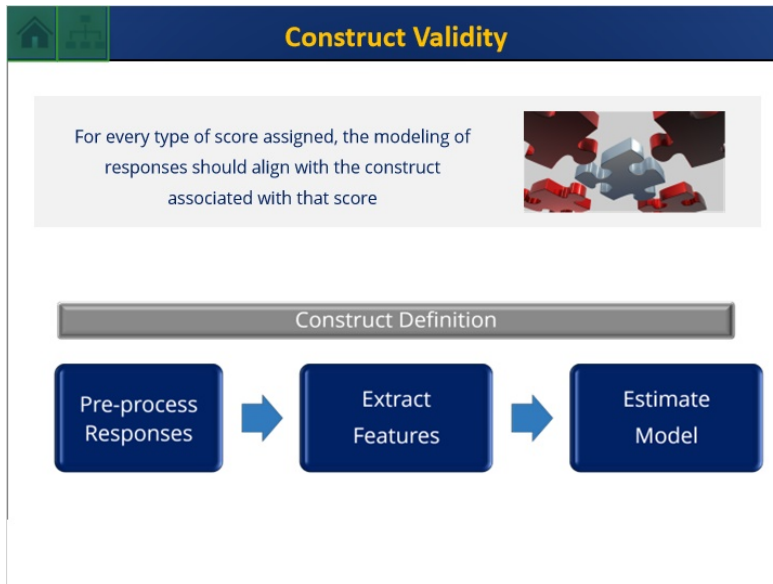 Construct Validity
For every type of score assigned, the modeling of
responses should align with the construct
associated with that score
Construct Definition
Pre-process
Responses
Extract
Features
Estimate
Model